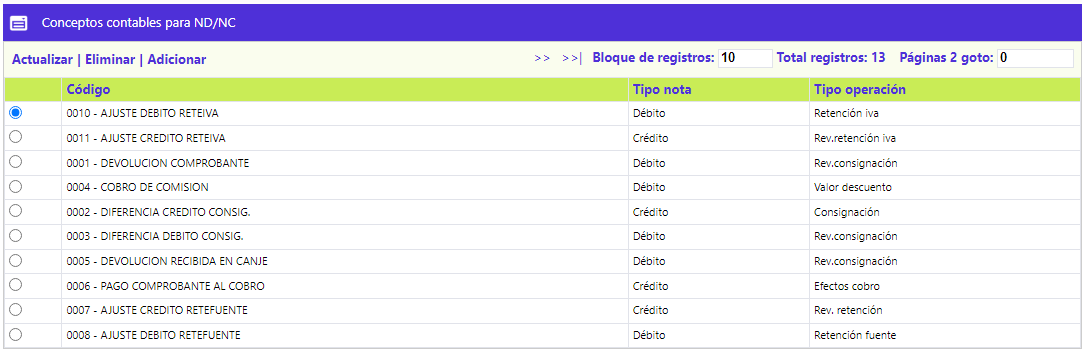 Conceptos contables para ND/NC
Actualizar | Eliminar | Adicionar >> >>| Bloque de registros: 10 Total registros: 13 Páginas 2 goto: 0
Código Tipo nota Tipo operación
0010 - AJUSTE DEBITO RETEIVA Débito Retención iva
0011 - AJUSTE CREDITO RETEIVA Crédito Rev.retención iva
0001 - DEVOLUCION COMPROBANTE Débito Rev.consignación
0004 - COBRO DE COMISION Débito Valor descuento
0002 - DIFERENCIA CREDITO CONSIG. Crédito Consignación
0003 - DIFERENCIA DEBITO CONSIG. Débito Rev.consignación
0005 - DEVOLUCION RECIBIDA EN CANJE Débito Rev.consignación
0006 - PAGO COMPROBANTE AL COBRO Crédito Efectos cobro
0007 - AJUSTE CREDITO RETEFUENTE Crédito Rev. retención
0008 - AJUSTE DEBITO RETEFUENTE Débito Retención fuente